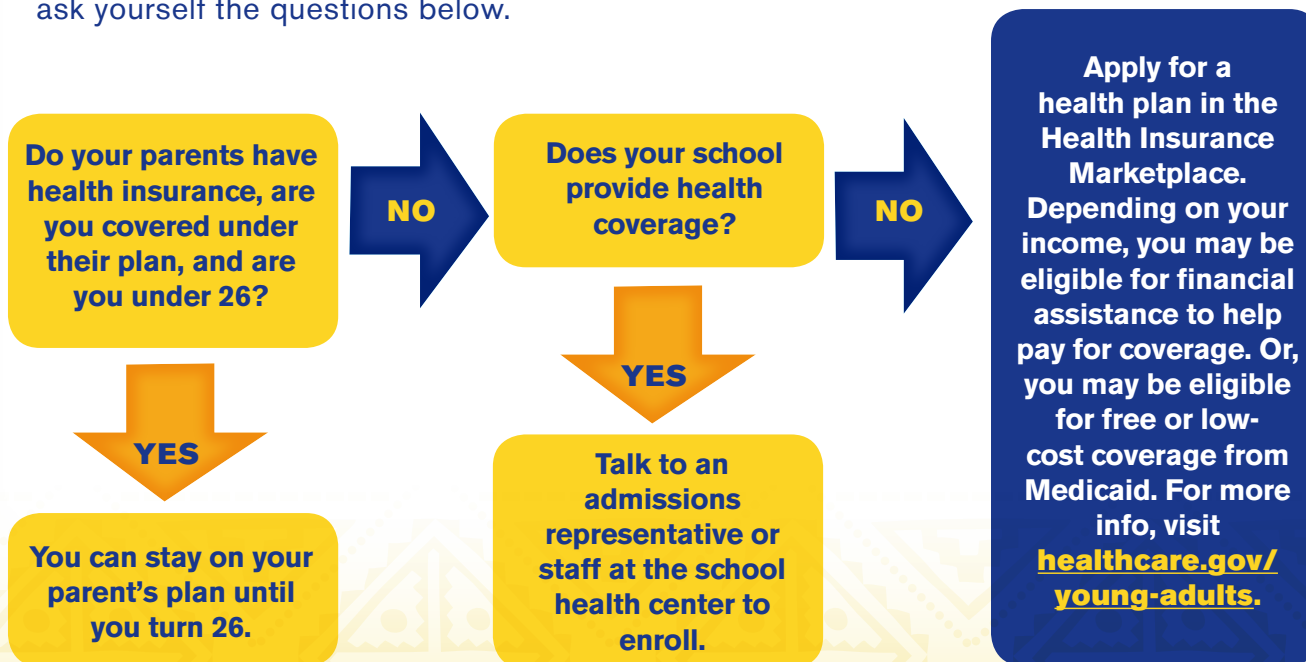 ask yourself the questions below.
Do your parents have
health insurance, are
you covered under
their plan, and are
you under 26?
NO
Does your school
provide health
coverage?
NO
Apply for a
health plan in the
Health Insurance
Marketplace.
Depending on your
income, you may be
eligible for financial
assistance to help
pay for coverage. Or,
you may be eligible
for free or low-
cost coverage from
Medicaid. For more
info, visit
healthcare.gov/
young-adults.
YES
You can stay on your
parent's plan until
you turn 26.
YES
Talk to an
admissions
representative or
staff at the school
health center to
enroll.